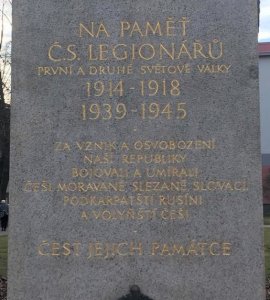 NA PAMĚŤ
Č.S. LEGIONÁŘŮ
PRVNÍ A DRUHÉ SVĚTOVÉ VÁLKY
1914-1918
1939-1945
ZA VZNIK A OSVOBOZENÍ
NAŠÍ REPUBLIKY
BOJOVALI A UMÍRALI
ČEŠI MORAVANÉ SLEZANÉ SLOVÁCI
PODKARPATŠTÍ RUSÍNI
A VOLYŇŠTÍ ČEŠI
ČEST JEJICH PAMÁTCE